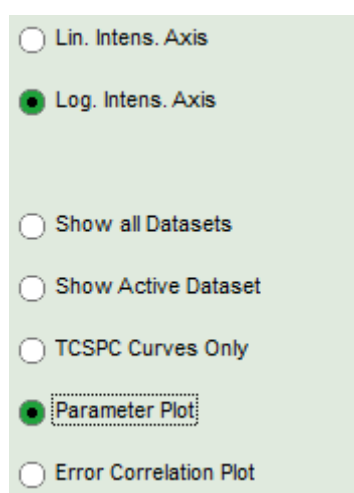 Lin. Intens. Axis
Log. Intens. Axis
Show all Datasets
Show Active Dataset
TCSPC Curves Only
Parameter Plot
Error Correlation Plot